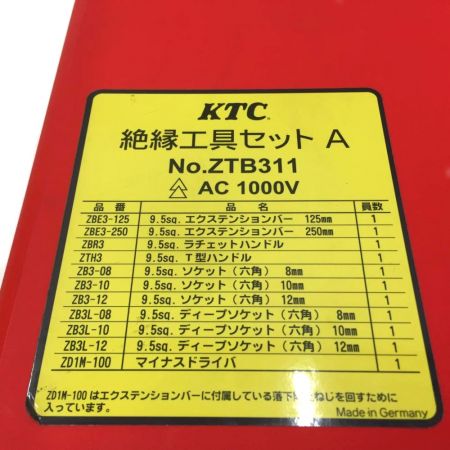 KTC
絶縁工具セット A
No.ZTB311
AC 1000V
品番 品名 員数
ZBE3-125 9.5sq. エクステンションバー 125mm 1
ZBE3-250 9.5sq. エクステンションバー 250mm 1
ZBR3 9.5sq. ラチェットハンドル 1
ZTH3 9.5sq. T型ハンドル 1
ZB3-08 9.5sq. ソケット(六角) 8mm 1
ZB3-10 9.5sq. ソケット(六角) 10mm 1
ZB3-12 9.5sq. ソケット(六角) 12mm 1
ZB3L-08 9.5sq. ディープソケット(六角) 8mm 1
ZB3L-10 9.5sq. ディープソケット(六角) 10mm 1
ZB3L-12 9.5sq. ディープソケット(六角) 12mm 1
ZD1M-100 マイナスドライバ 1
ZD1M-100 はエクステンションバーに付属している落下 ねじを回すために
入っています。
Made in Germany